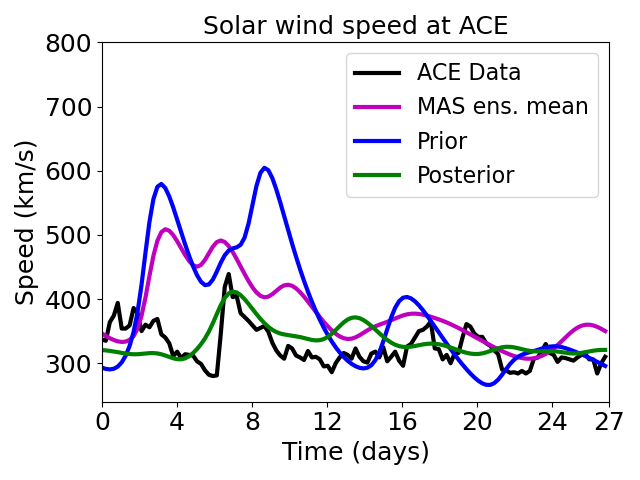 Solar wind speed at ACE
800
700
600
500
400
300
Speed (km/s)
ACE Data
MAS ens. mean
Prior
Posterior
0 4 8 12 16 20 24 27
Time (days)